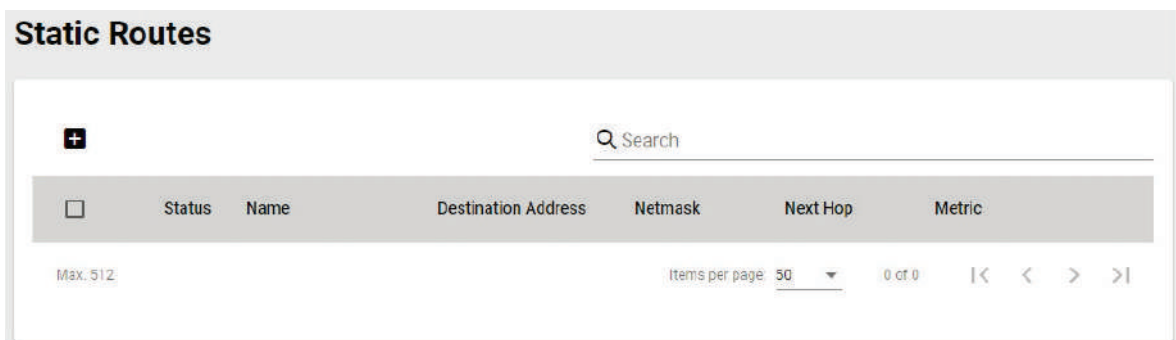 Static Routes
Search
Status Name Destination Address Netmask Next Hop Metric
Max. 512 Items per page: 50 0 of 0